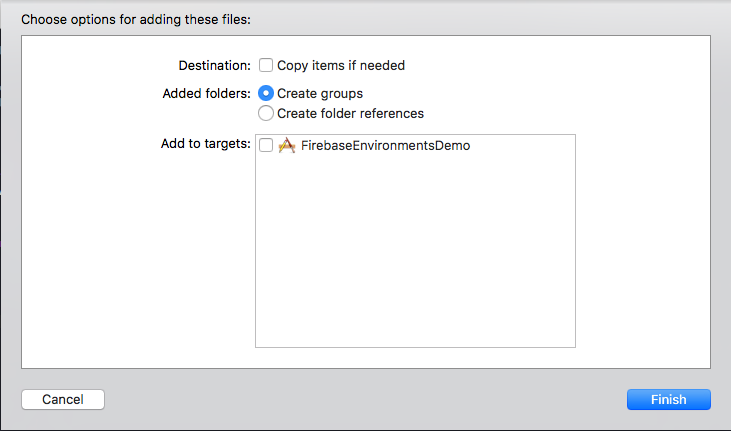 Choose options for adding these files:
Destination: Copy items if needed
Added folders: Create groups
Create folder references
Add to targets: FirebaseEnvironmentsDemo
Cancel Finish